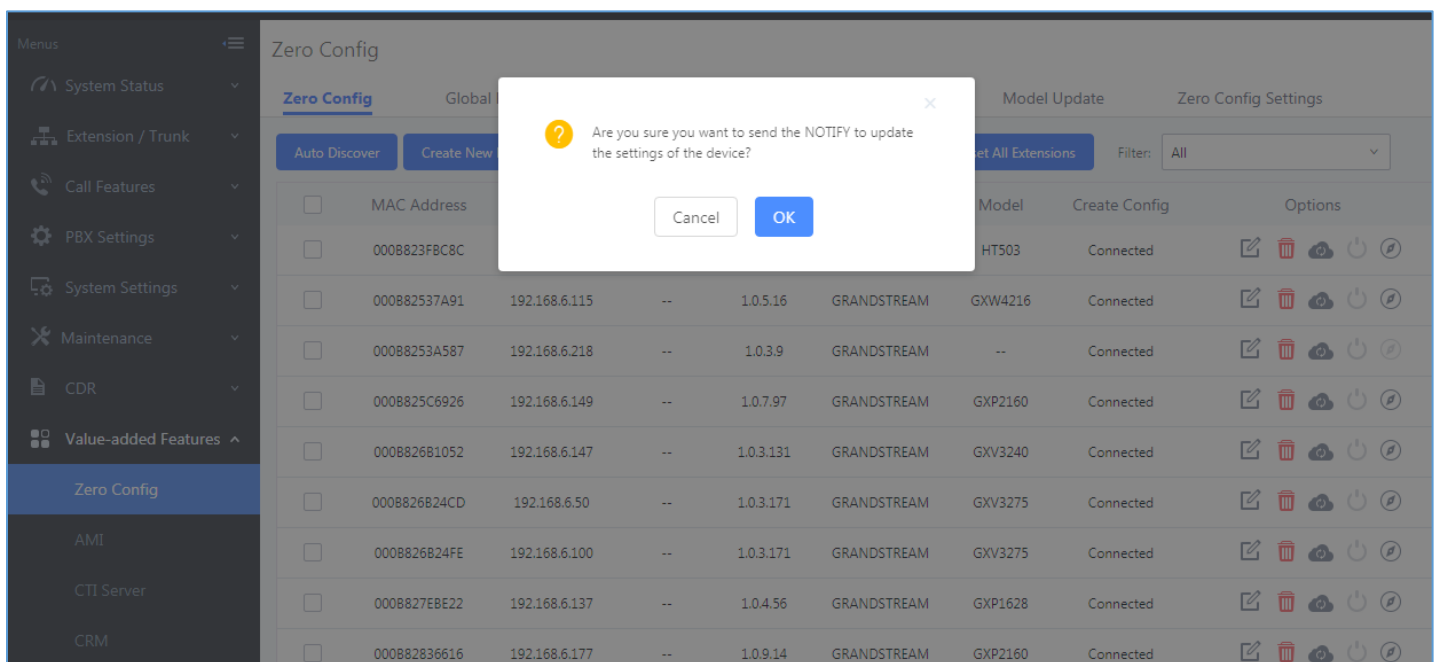 Menus
System Status
Extension / Trunk
Call Features
PBX Settings
System Settings
Maintenance
CDR
Value-added Features
Zero Config
AMI
CTI Server
CRM
Zero Config
Zero Config Global Model Update Zero Config Settings
Are you sure you want to send the NOTIFY to update
the settings of the device?
Cancel OK
Auto Discover Create New et All Extensions Filter: All
MAC Address Model Create Config Options
000B823FBC8C HT503 Connected
000B82537A91 192.168.6.115 -- 1.0.5.16 GRANDSTREAM GXW4216 Connected
000B8253A587 192.168.6.218 -- 1.0.3.9 GRANDSTREAM -- Connected
000B825C6926 192.168.6.149 -- 1.0.7.97 GRANDSTREAM GXP2160 Connected
000B826B1052 192.168.6.147 -- 1.0.3.131 GRANDSTREAM GXV3240 Connected
000B826B24CD 192.168.6.50 -- 1.0.3.171 GRANDSTREAM GXV3275 Connected
000B826B24FE 192.168.6.100 -- 1.0.3.171 GRANDSTREAM GXV3275 Connected
000B827EBE22 192.168.6.137 -- 1.0.4.56 GRANDSTREAM GXP1628 Connected
000B82836616 192.168.6.177 -- 1.0.9.14 GRANDSTREAM GXP2160 Connected